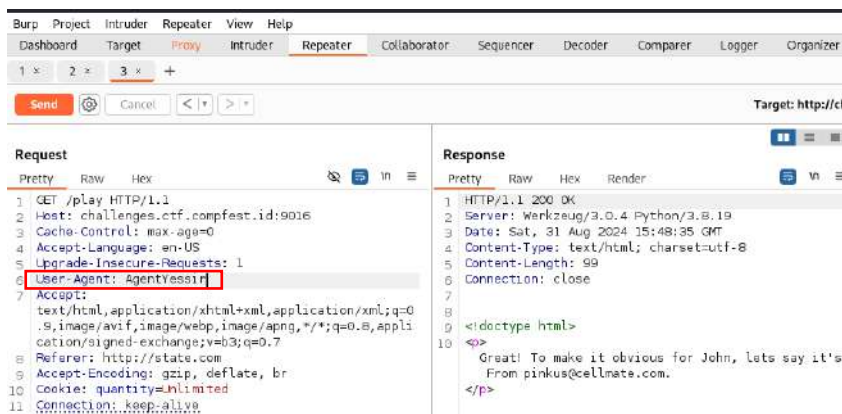 Burp Project Intruder Repeater View Help
Dashboard Target Proxy Intruder Repeater Collaborator Sequencer Decoder Comparer Logger Organizer
1 × 2 × 3 × +
Send Cancel < > Target: http://cl
Request
Pretty Raw Hex \n
1 GET /play HTTP/1.1
2 Host: challenges.ctf.compfest.id:9016
3 Cache-Control: max-age=0
4 Accept-Language: en-US
5 Upgrade-Insecure-Requests: 1
6 User-Agent: AgentYessir
7 Accept:
text/html,application/xhtml+xml,application/xml;q=0
.9,image/avif,image/webp,image/apng,*/*;q=0.8,appli
cation/signed-exchange;v=b3;q=0.7
8 Referer: http://state.com
9 Accept-Encoding: gzip, deflate, br
10 Cookie: quantity=Unlimited
11 Connection: keep-alive
Response
Pretty Raw Hex Render \n
1 HTTP/1.1 200 OK
2 Server: Werkzeug/3.0.4 Python/3.8.19
3 Date: Sat, 31 Aug 2024 15:48:35 GMT
4 Content-Type: text/html; charset=utf-8
5 Content-Length: 99
6 Connection: close
7
8
9 <!doctype html>
10 <p>
Great! To make it obvious for John, lets say it's
From pinkus@cellmate.com.
</p>